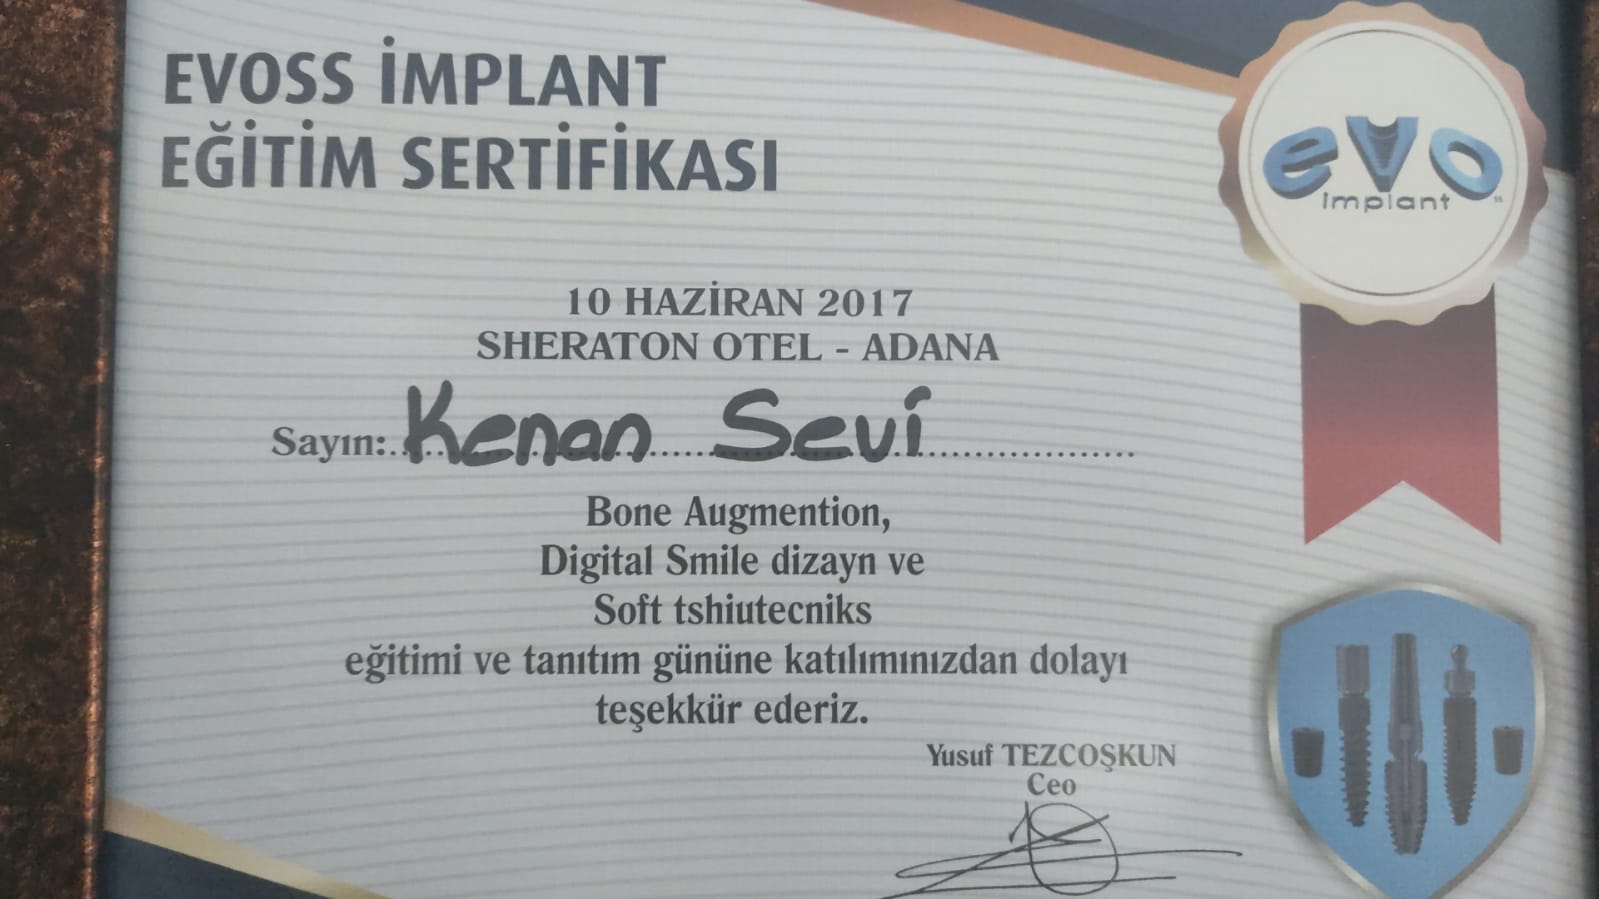 EVOSS İMPLANT
EĞİTİM SERTİFİKASI
evo
implant
10 HAZİRAN 2017
SHERATON OTEL - ADANA
Sayın: Kenan Sevi
Bone Augmention,
Digital Smile dizayn ve
Soft tshiutecniks
eğitimi ve tanıtım gününe katılımınızdan dolayı
teşekkür ederiz.
Yusuf TEZCOŞKUN
Ceo